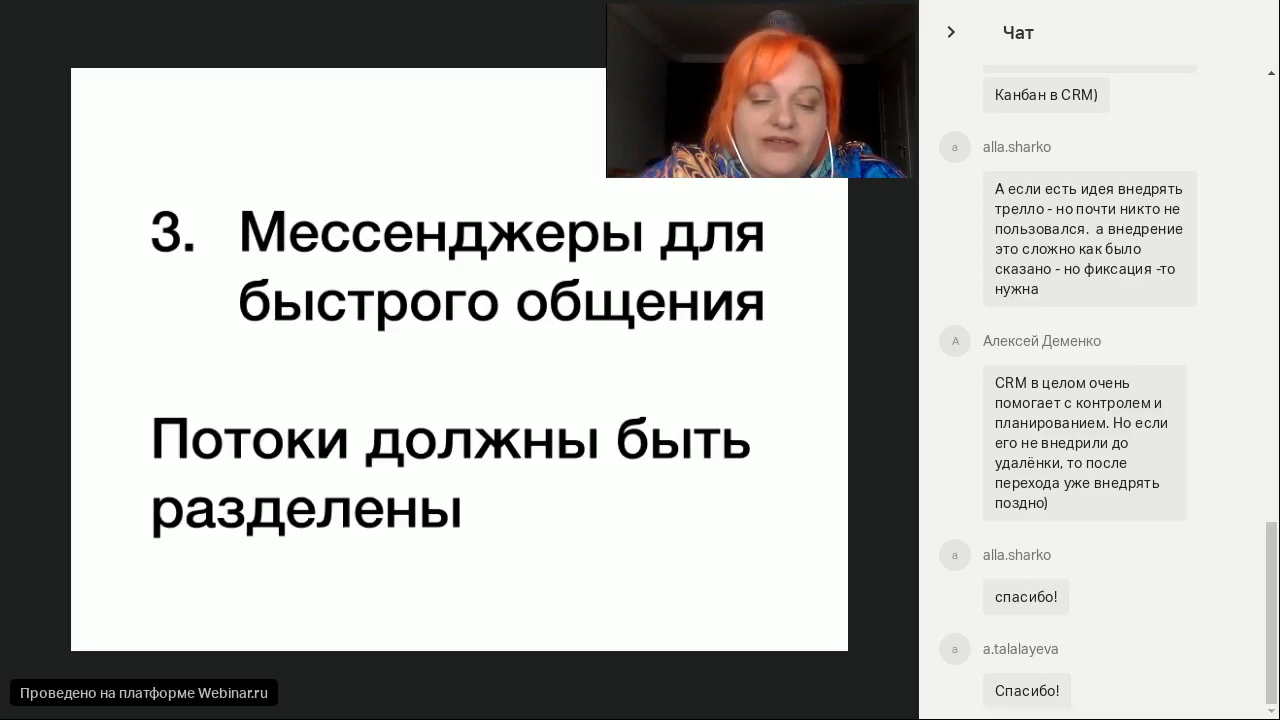 3. Мессенджеры для
быстрого общения
Потоки должны быть
разделены
Проведено на платформе Webinar.ru
Чат
Канбан в CRM)
a
alla.sharko
А если есть идея внедрять
трелло - но почти никто не
пользовался. а внедрение
это сложно как было
сказано - но фиксация -то
нужна
А
Алексей Деменко
CRM в целом очень
помогает с контролем и
планированием. Но если
его не внедрили до
удалёнки, то после
перехода уже внедрять
поздно)
a
alla.sharko
спасибо!
a
a.talalayeva
Спасибо!